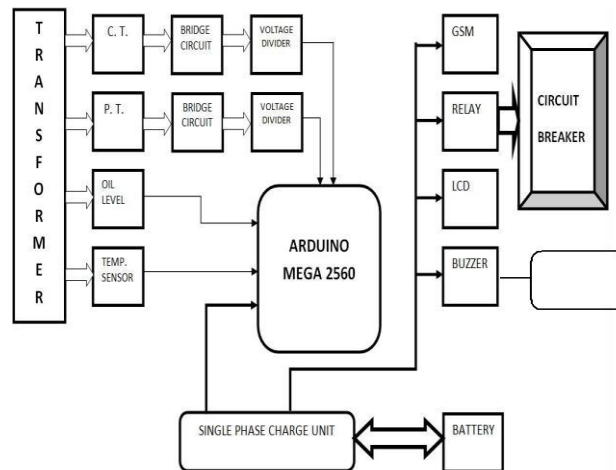 TRANSFORMER
C. T.
BRIDGE
CIRCUIT
VOLTAGE
DIVIDER
P. T.
BRIDGE
CIRCUIT
VOLTAGE
DIVIDER
OIL
LEVEL
TEMP.
SENSOR
ARDUINO
MEGA 2560
GSM
RELAY
LCD
BUZZER
CIRCUIT
BREAKER
SINGLE PHASE CHARGE UNIT
BATTERY